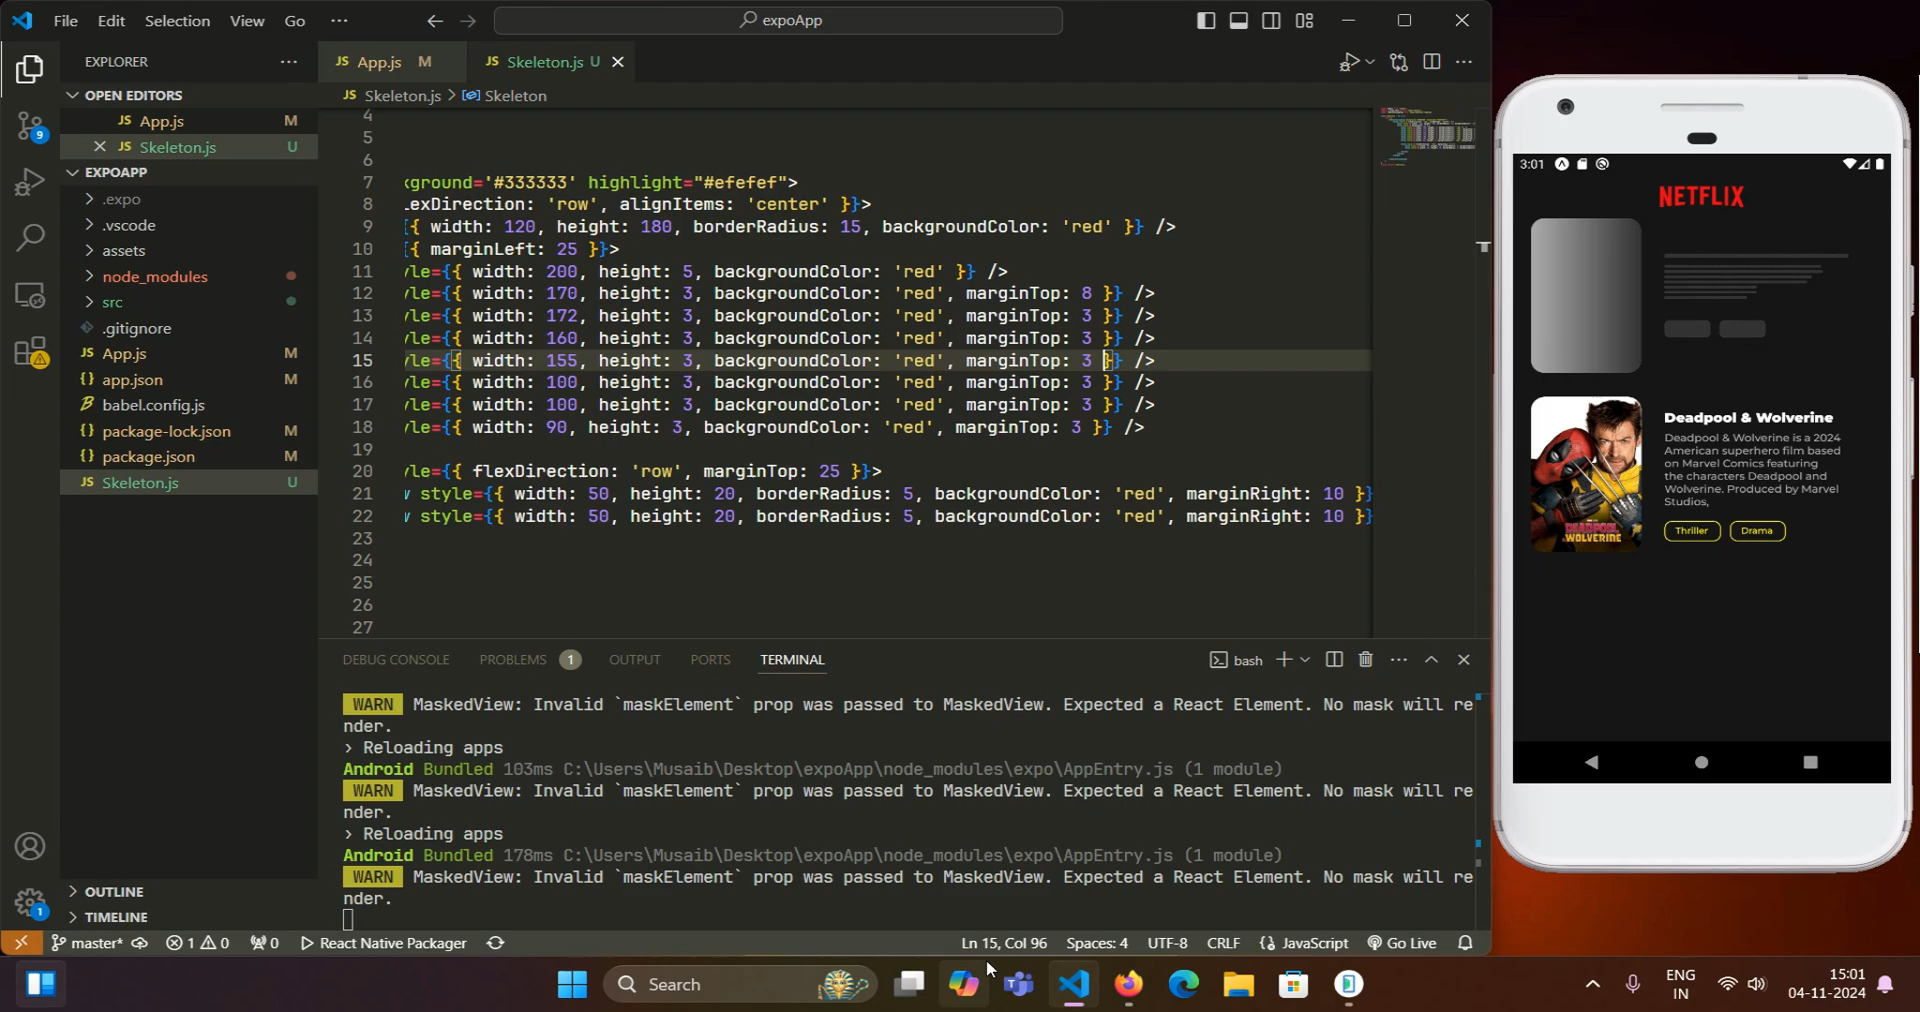 File Edit Selection View Go ···
expoApp
EXPLORER
OPEN EDITORS
JS App.js M
JS Skeleton.js U
EXPOAPP
.expo
.vscode
assets
node_modules
src
.gitignore
JS App.js M
{} app.json
babel.config.js
{} package-lock.json M
{} package.json M
JS Skeleton.js U
OUTLINE
TIMELINE
9
1
JS App.js M
JS Skeleton.js U
JS Skeleton.js > Skeleton
4
5
6
7 kground='#333333' highlight="#efefef">
8 lexDirection: 'row', alignItems: 'center' }}>
9 {{ width: 120, height: 180, borderRadius: 15, backgroundColor: 'red' }} />
10 {{ marginLeft: 25 }}>
11 yle={{ width: 200, height: 5, backgroundColor: 'red' }} />
12 yle={{ width: 170, height: 3, backgroundColor: 'red', marginTop: 8 }} />
13 yle={{ width: 172, height: 3, backgroundColor: 'red', marginTop: 3 }} />
14 yle={{ width: 160, height: 3, backgroundColor: 'red', marginTop: 3 }} />
15 yle={{ width: 155, height: 3, backgroundColor: 'red', marginTop: 3 }} />
16 yle={{ width: 100, height: 3, backgroundColor: 'red', marginTop: 3 }} />
17 yle={{ width: 100, height: 3, backgroundColor: 'red', marginTop: 3 }} />
18 yle={{ width: 90, height: 3, backgroundColor: 'red', marginTop: 3 }} />
19
20 yle={{ flexDirection: 'row', marginTop: 25 }}>
21 w style={{ width: 50, height: 20, borderRadius: 5, backgroundColor: 'red', marginRight: 10 }}
22 w style={{ width: 50, height: 20, borderRadius: 5, backgroundColor: 'red', marginRight: 10 }}
23
24
25
26
27
DEBUG CONSOLE PROBLEMS 1 OUTPUT PORTS TERMINAL
bash
WARN MaskedView: Invalid `maskElement` prop was passed to MaskedView. Expected a React Element. No mask will re
nder.
› Reloading apps
Android Bundled 103ms C:\Users\Musaib\Desktop\expoApp\node_modules\expo\AppEntry.js (1 module)
WARN MaskedView: Invalid `maskElement` prop was passed to MaskedView. Expected a React Element. No mask will re
nder.
› Reloading apps
Android Bundled 178ms C:\Users\Musaib\Desktop\expoApp\node_modules\expo\AppEntry.js (1 module)
WARN MaskedView: Invalid `maskElement` prop was passed to MaskedView. Expected a React Element. No mask will re
nder.
master* 1 0 0 React Native Packager
Ln 15, Col 96 Spaces: 4 UTF-8 CRLF {} JavaScript Go Live
3:01
NETFLIX
Deadpool & Wolverine
Deadpool & Wolverine is a 2024
American superhero film based
on Marvel Comics featuring
the characters Deadpool and
Wolverine. Produced by Marvel
Studios,
Thriller Drama
DEADPOOL
WOLVERINE
Search
ENG
IN
15:01
04-11-2024